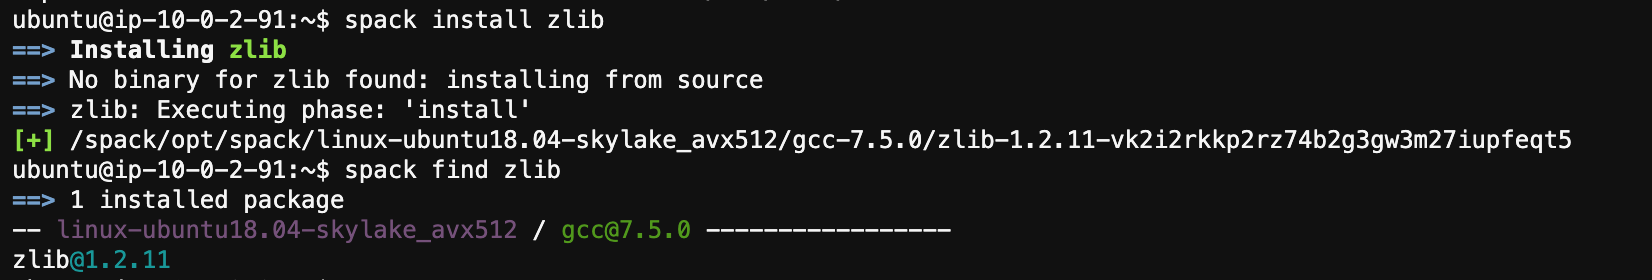 ubuntu@ip-10-0-2-91:~$ spack install zlib
==> Installing zlib
==> No binary for zlib found: installing from source
==> zlib: Executing phase: 'install'
[+] /spack/opt/spack/linux-ubuntu18.04-skylake_avx512/gcc-7.5.0/zlib-1.2.11-vk2i2rkkp2rz74b2g3gw3m27iupfeqt5
ubuntu@ip-10-0-2-91:~$ spack find zlib
==> 1 installed package
-- linux-ubuntu18.04-skylake_avx512 / gcc@7.5.0 -----------------
zlib@1.2.11